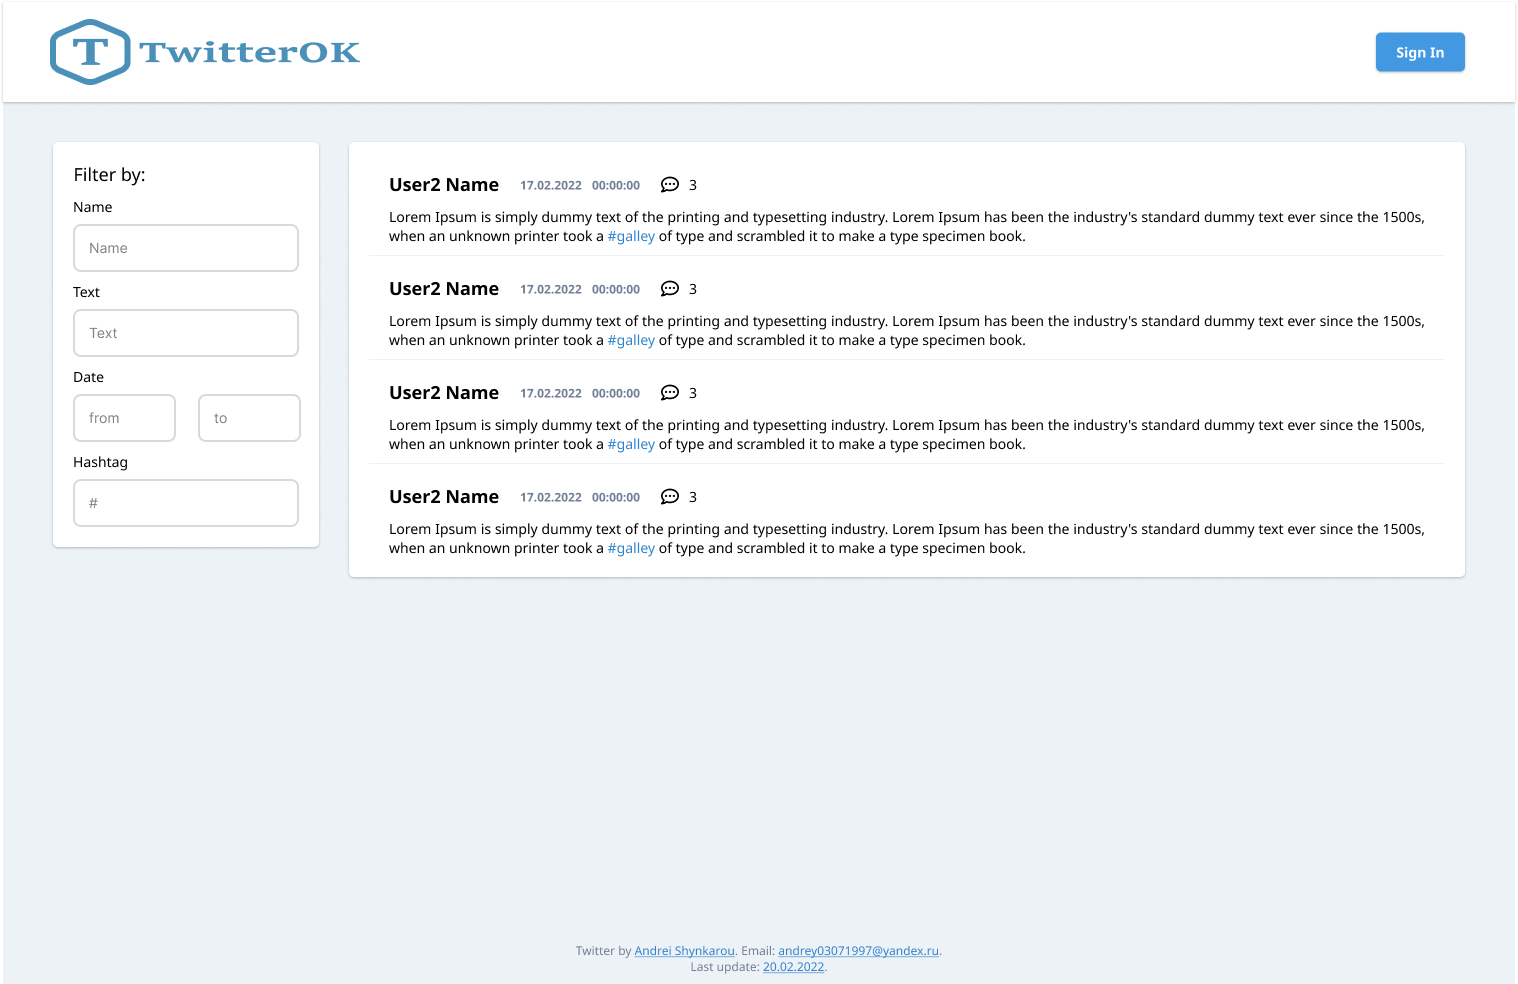 T TwitterOK
Sign In
Filter by:
Name
Name
Text
Text
Date
from to
Hashtag
#
User2 Name 17.02.2022 00:00:00 3
Lorem Ipsum is simply dummy text of the printing and typesetting industry. Lorem Ipsum has been the industry's standard dummy text ever since the 1500s,
when an unknown printer took a #galley of type and scrambled it to make a type specimen book.
User2 Name 17.02.2022 00:00:00 3
Lorem Ipsum is simply dummy text of the printing and typesetting industry. Lorem Ipsum has been the industry's standard dummy text ever since the 1500s,
when an unknown printer took a #galley of type and scrambled it to make a type specimen book.
User2 Name 17.02.2022 00:00:00 3
Lorem Ipsum is simply dummy text of the printing and typesetting industry. Lorem Ipsum has been the industry's standard dummy text ever since the 1500s,
when an unknown printer took a #galley of type and scrambled it to make a type specimen book.
User2 Name 17.02.2022 00:00:00 3
Lorem Ipsum is simply dummy text of the printing and typesetting industry. Lorem Ipsum has been the industry's standard dummy text ever since the 1500s,
when an unknown printer took a #galley of type and scrambled it to make a type specimen book.
Twitter by Andrei Shynkarou. Email: andrey03071997@yandex.ru.
Last update: 20.02.2022.